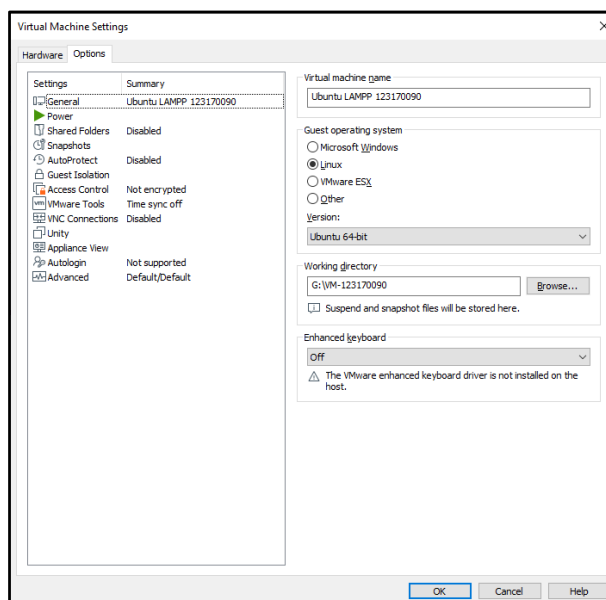 Virtual Machine Settings
Hardware Options
Settings Summary
General Ubuntu LAMPP 123170090
Power
Shared Folders Disabled
Snapshots
AutoProtect Disabled
Guest Isolation
Access Control Not encrypted
vm VMware Tools Time sync off
VNC Connections Disabled
Unity
Appliance View
Autologin Not supported
Advanced Default/Default
Virtual machine name
Ubuntu LAMPP 123170090
Guest operating system
Microsoft Windows
Linux
VMware ESX
Other
Version:
Ubuntu 64-bit
Working directory
G:\VM-123170090 Browse...
Suspend and snapshot files will be stored here.
Enhanced keyboard
Off
The VMware enhanced keyboard driver is not installed on the
host.
OK Cancel Help